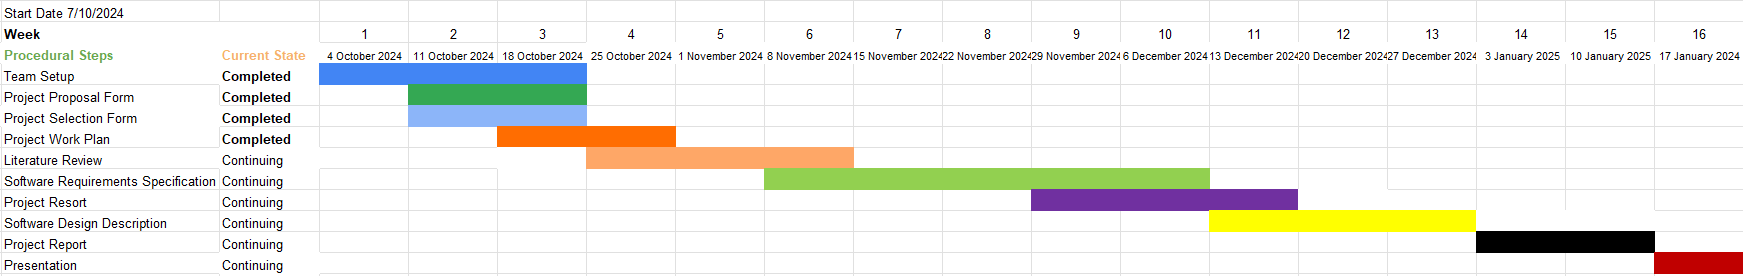 Start Date 7/10/2024
Week 1 2 3 4 5 6 7 8 9 10 11 12 13 14 15 16
Procedural Steps Current State 4 October 2024 11 October 2024 18 October 2024 25 October 2024 1 November 2024 8 November 2024 15 November 2024 22 November 2024 29 November 2024 6 December 2024 13 December 2024 20 December 2024 27 December 2024 3 January 2025 10 January 2025 17 January 2024
Team Setup Completed
Project Proposal Form Completed
Project Selection Form Completed
Project Work Plan Completed
Literature Review Continuing
Software Requirements Specification Continuing
Project Resort Continuing
Software Design Description Continuing
Project Report Continuing
Presentation Continuing